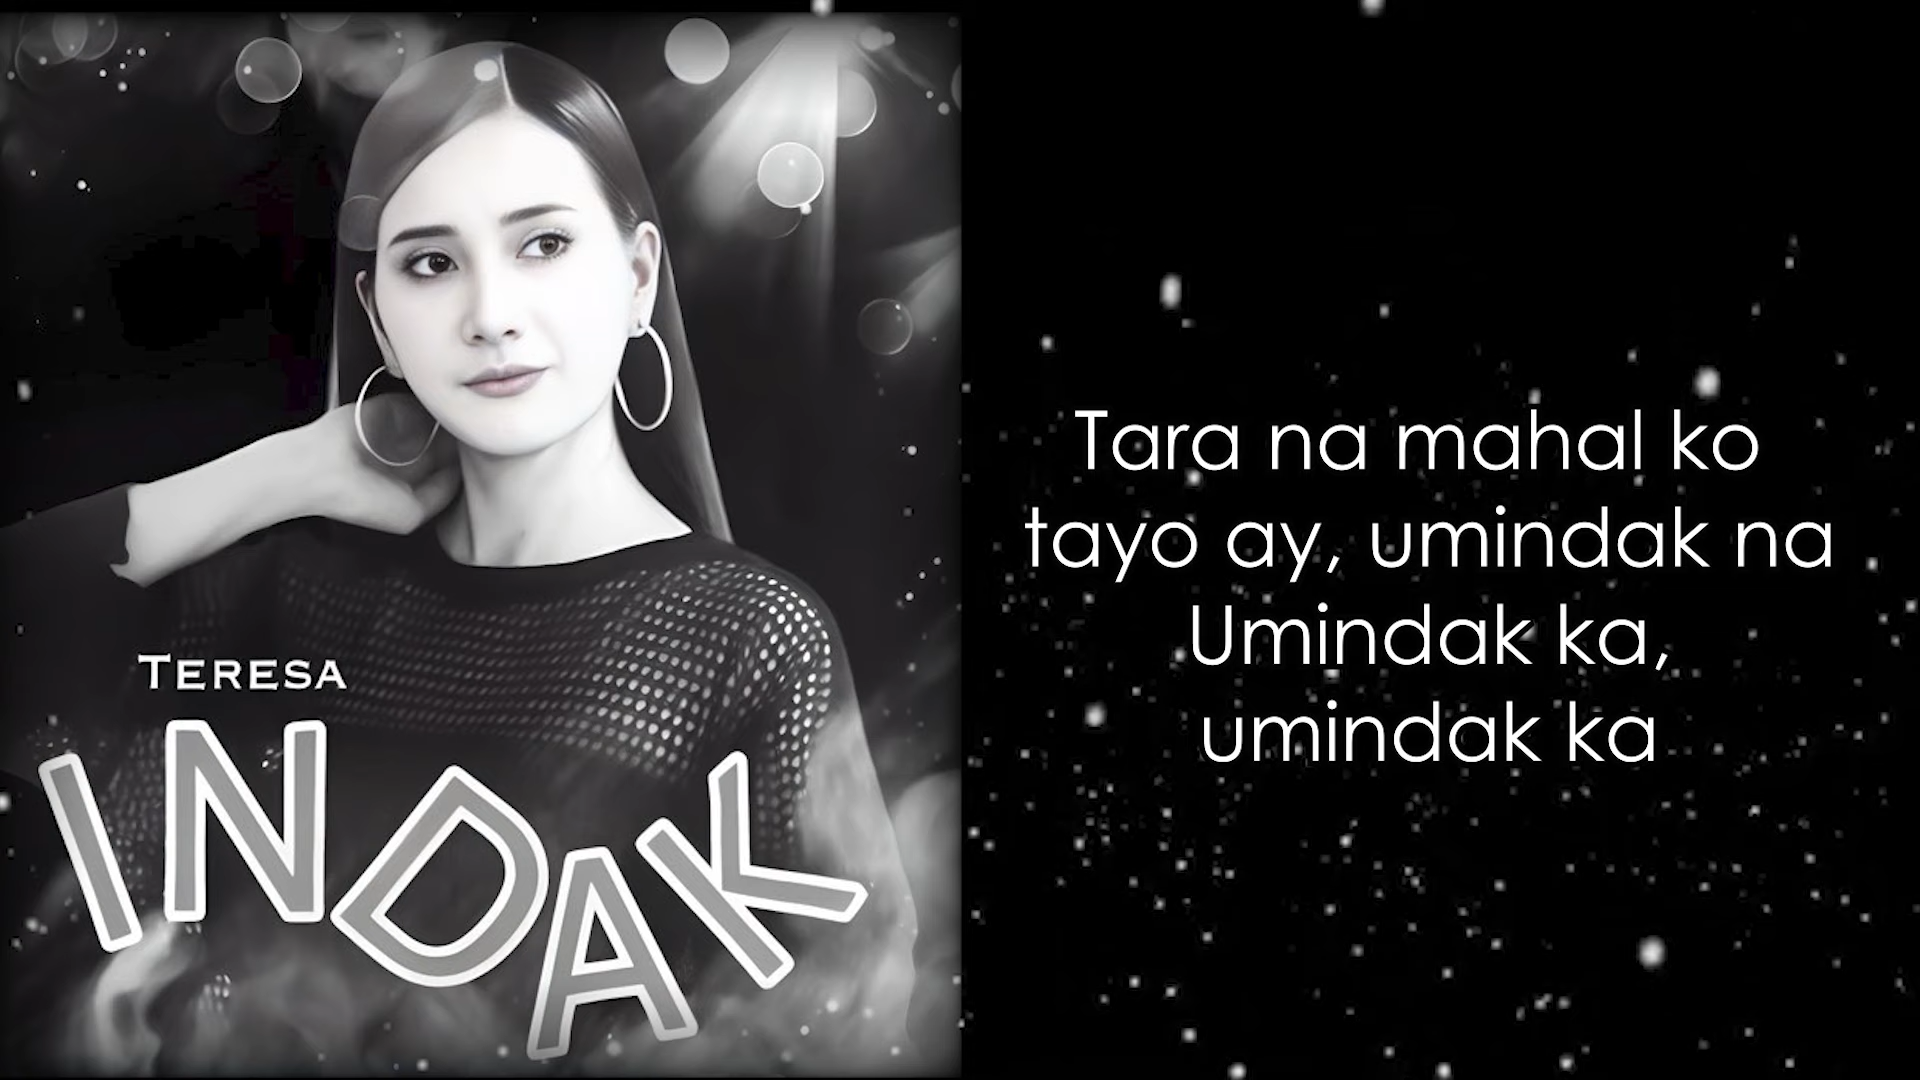 TERESA
INDAK
Tara na mahal ko
tayo ay, umindak na
Umindak ka,
umindak ka